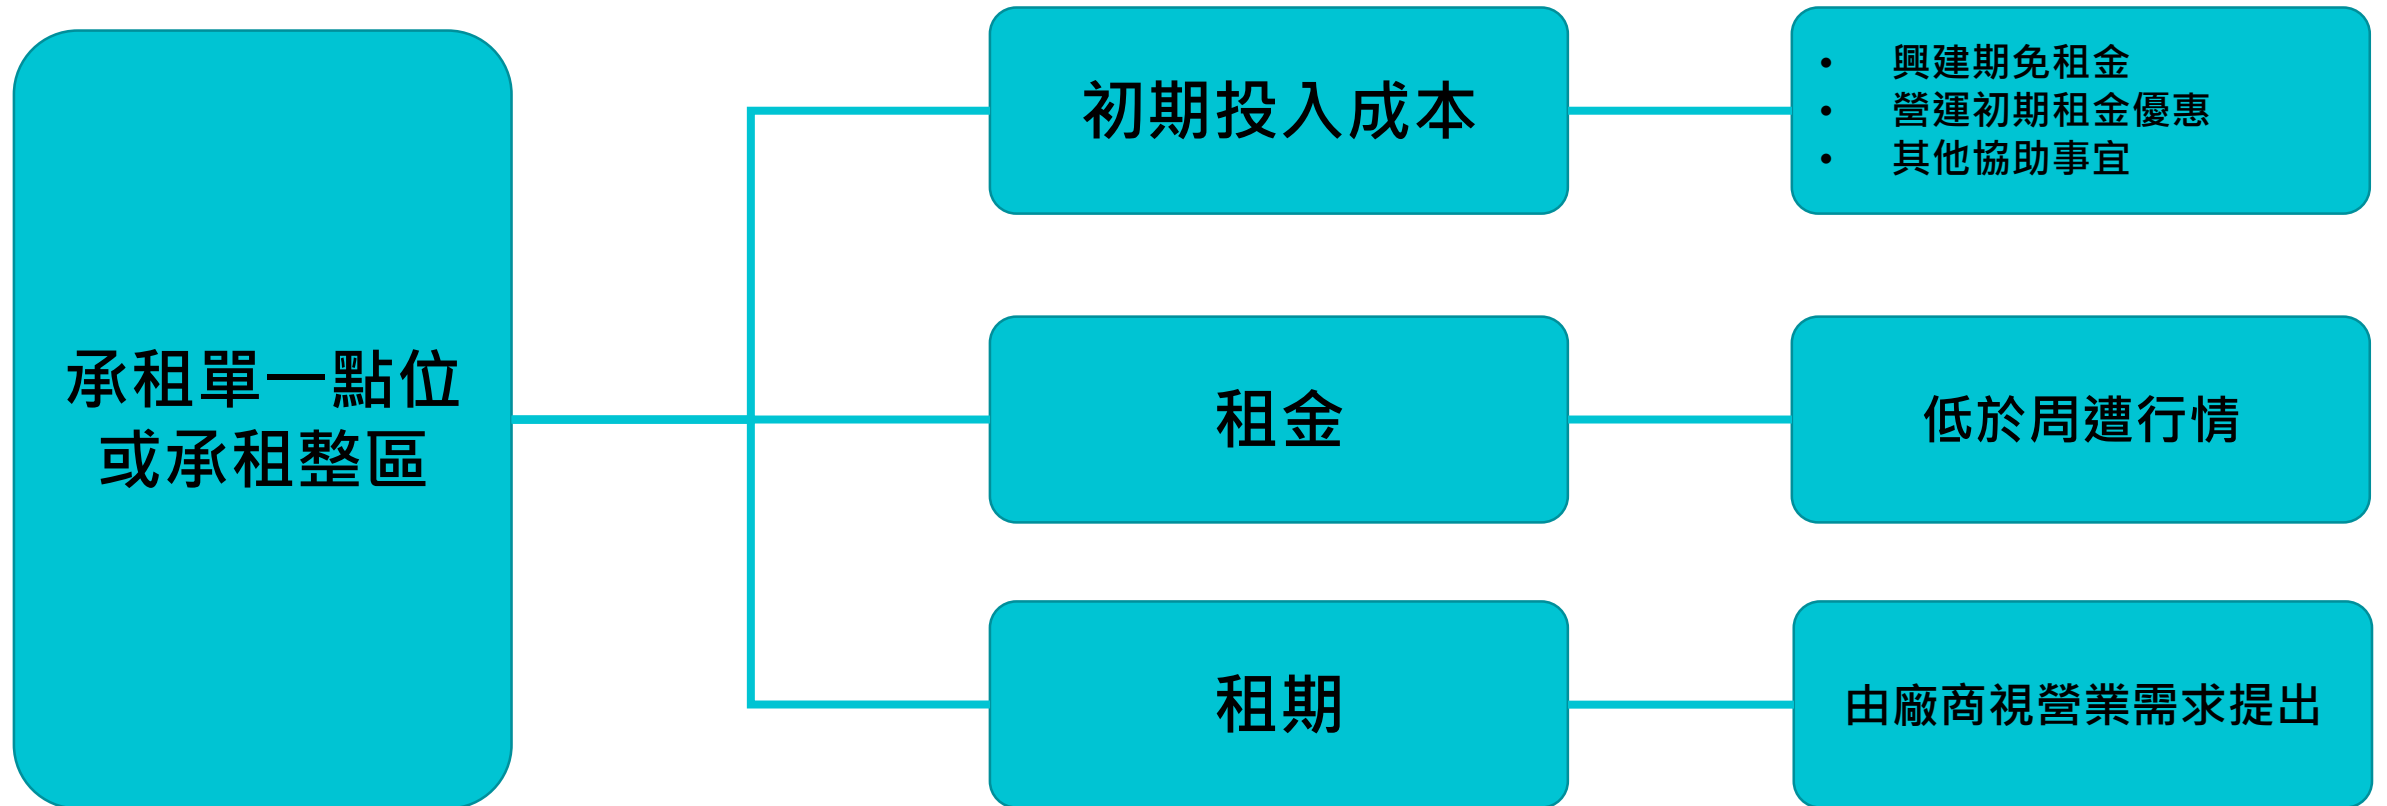 承租單一點位
或承租整區
初期投入成本
• 興建期免租金
• 營運初期租金優惠
• 其他協助事宜
租金
低於周遭行情
租期
由廠商視營業需求提出